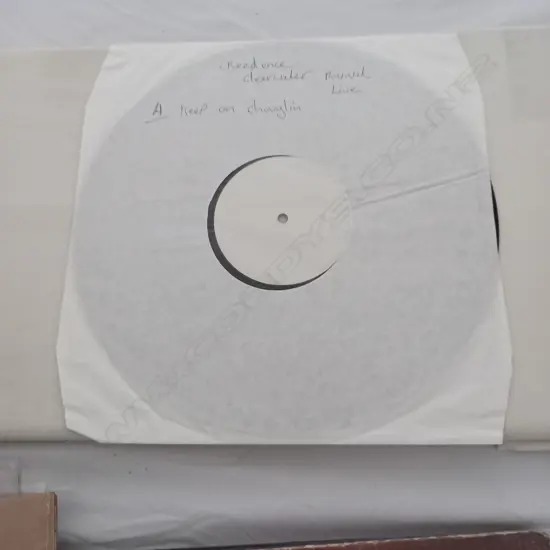 Creedence
Clearwater Revival
Live
A Keep on chooglin